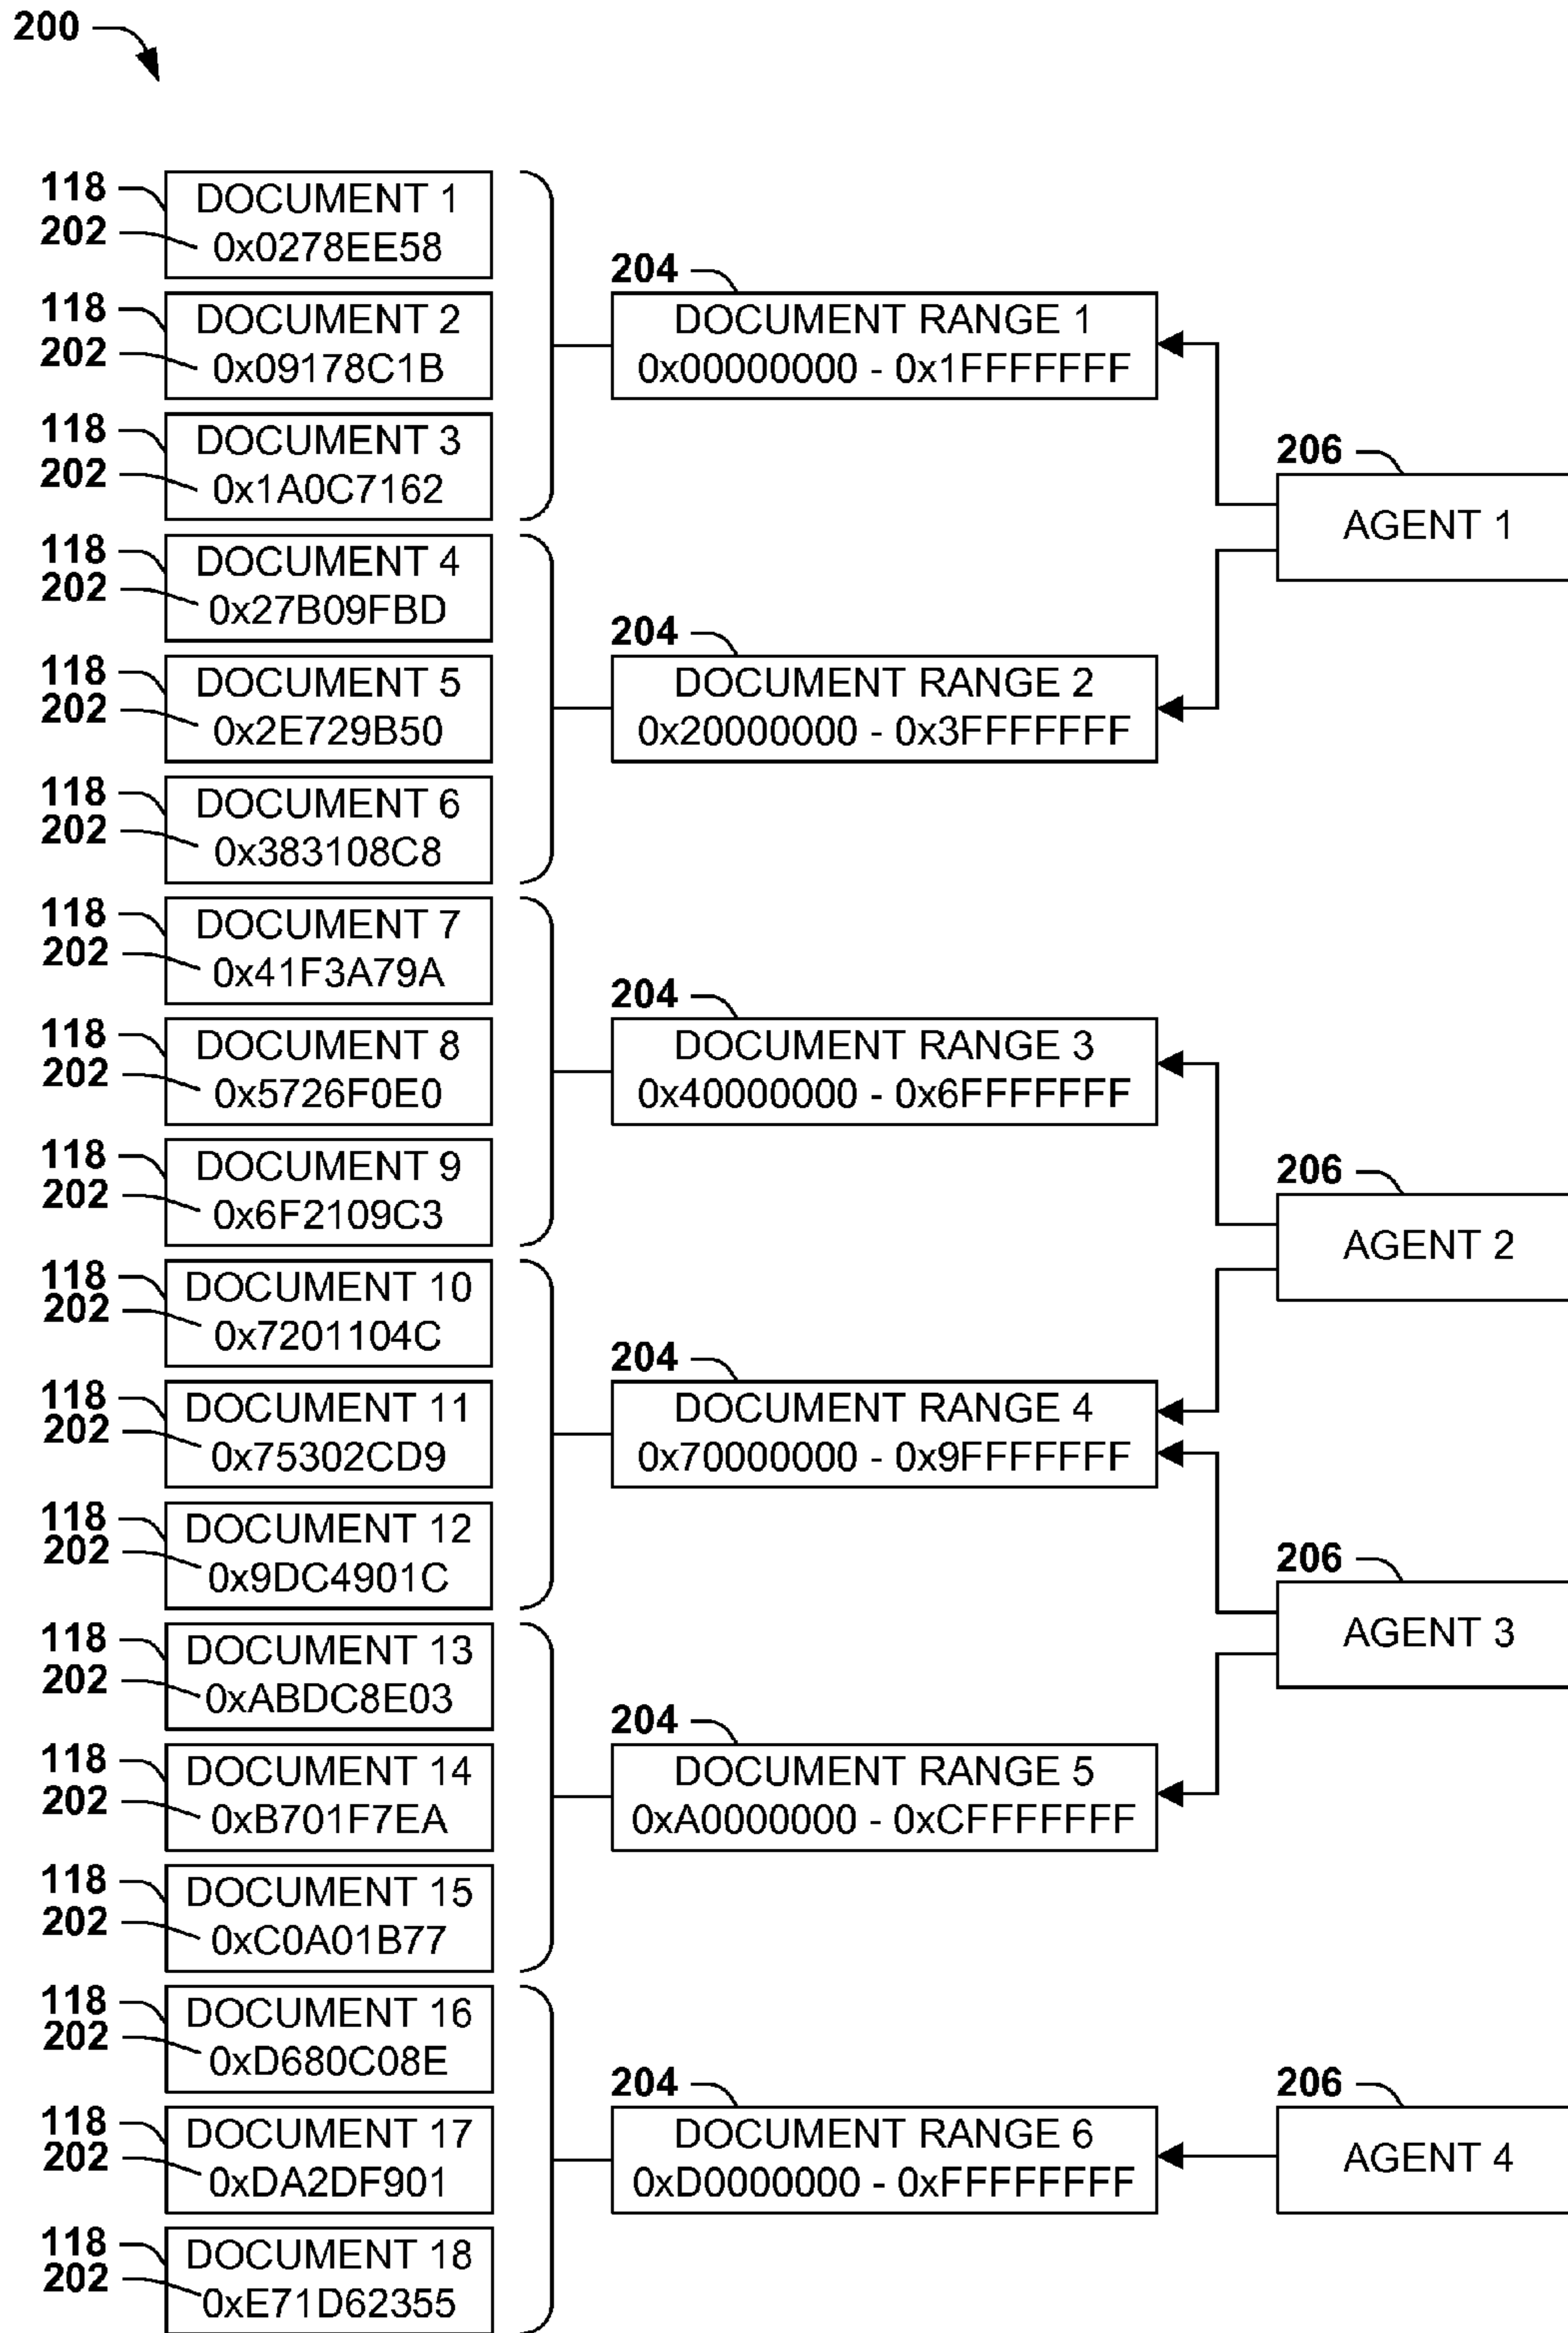 200
118
202
DOCUMENT 1
0x0278EE58
118
202
DOCUMENT 2
0x09178C1B
118
202
DOCUMENT 3
0x1A0C7162
204
DOCUMENT RANGE 1
0x00000000 - 0x1FFFFFFF
118
202
DOCUMENT 4
0x27B09FBD
118
202
DOCUMENT 5
0x2E729B50
118
202
DOCUMENT 6
0x383108C8
204
DOCUMENT RANGE 2
0x20000000 - 0x3FFFFFFF
206
AGENT 1
118
202
DOCUMENT 7
0x41F3A79A
118
202
DOCUMENT 8
0x5726F0E0
118
202
DOCUMENT 9
0x6F2109C3
204
DOCUMENT RANGE 3
0x40000000 - 0x6FFFFFFF
206
AGENT 2
118
202
DOCUMENT 10
0x7201104C
118
202
DOCUMENT 11
0x75302CD9
118
202
DOCUMENT 12
0x9DC4901C
204
DOCUMENT RANGE 4
0x70000000 - 0x9FFFFFFF
206
AGENT 3
118
202
DOCUMENT 13
0xABDC8E03
118
202
DOCUMENT 14
0xB701F7EA
118
202
DOCUMENT 15
0xC0A01B77
204
DOCUMENT RANGE 5
0xA0000000 - 0xCFFFFFFF
118
202
DOCUMENT 16
0xD680C08E
118
202
DOCUMENT 17
0xDA2DF901
118
202
DOCUMENT 18
0xE71D62355
204
DOCUMENT RANGE 6
0xD0000000 - 0xFFFFFFFF
206
AGENT 4